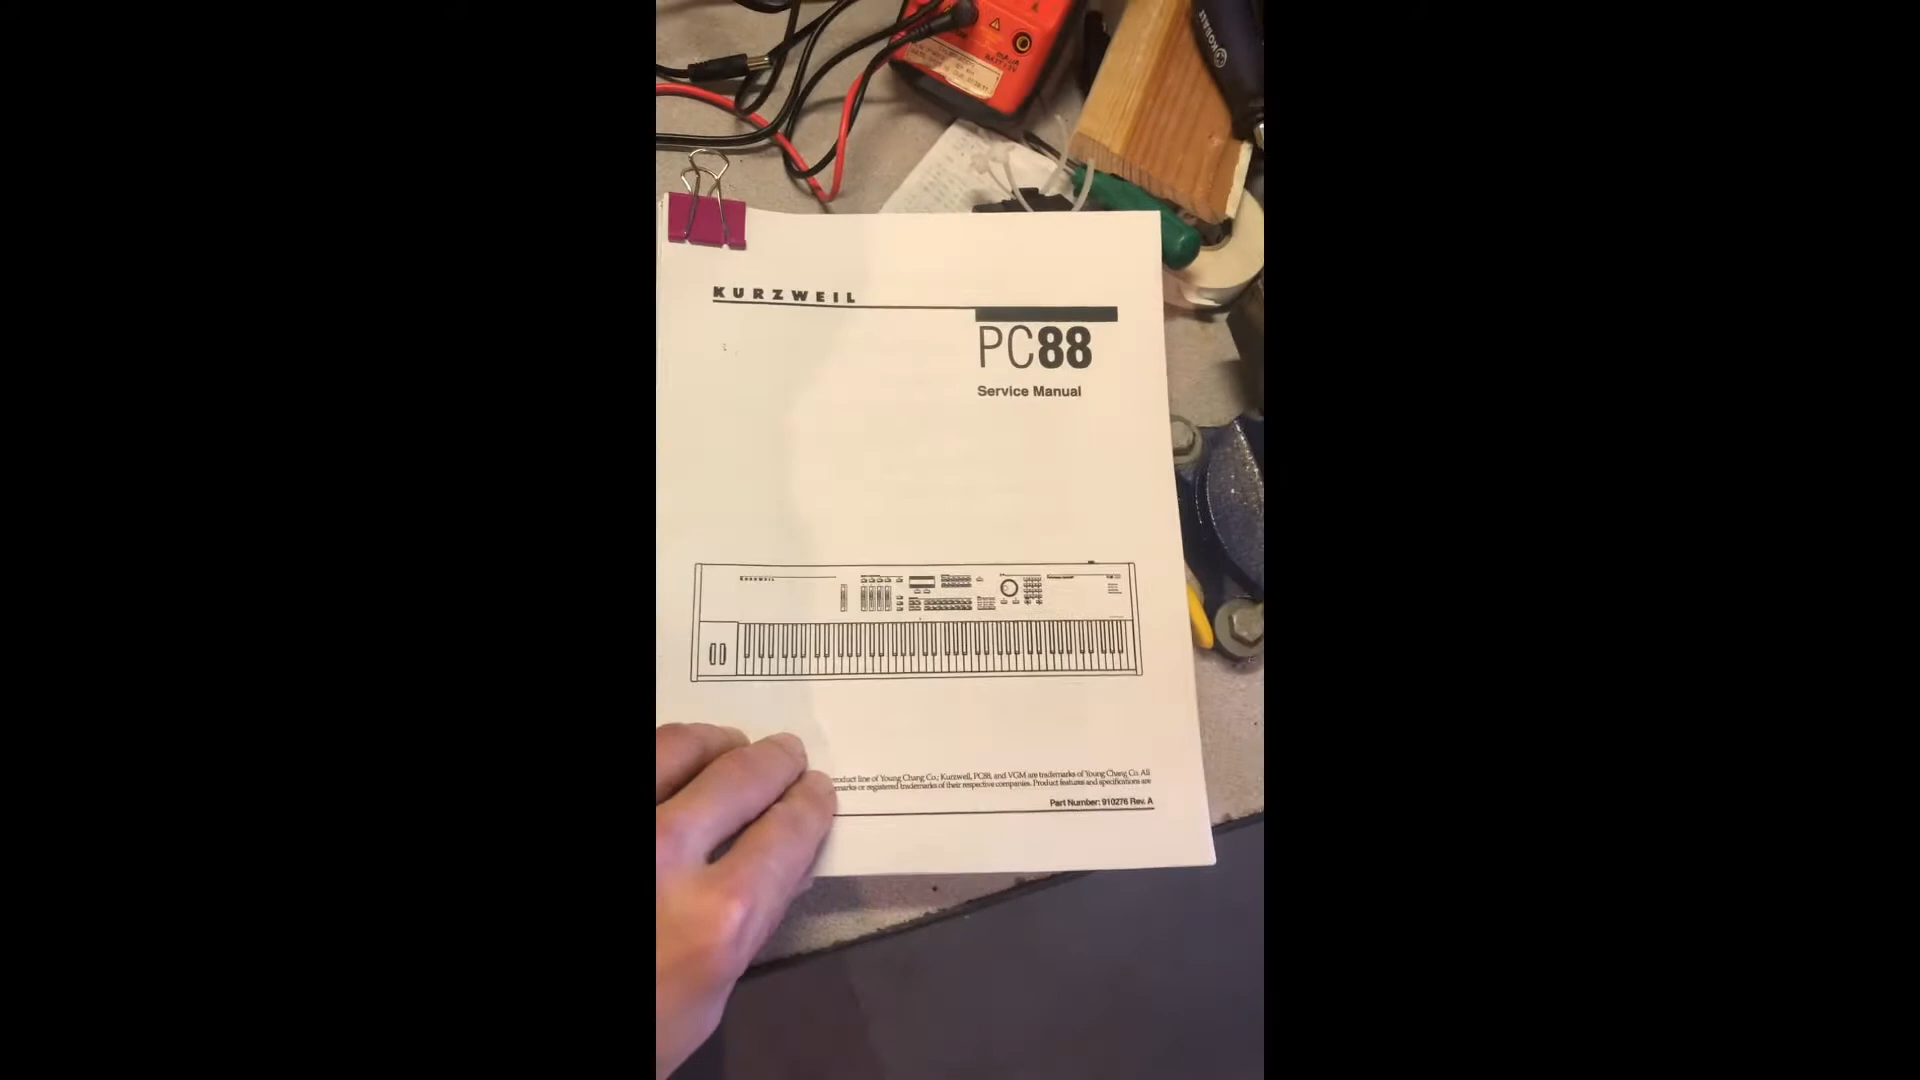 KOBALT
KURZWEIL
PC88
Service Manual
KURZWEIL
product line of Young Chang Co.; Kurzweil, PC88, and VGM are trademarks of Young Chang Co. All
marks or registered trademarks of their respective companies. Product features and specifications are
Part Number: 910276 Rev. A